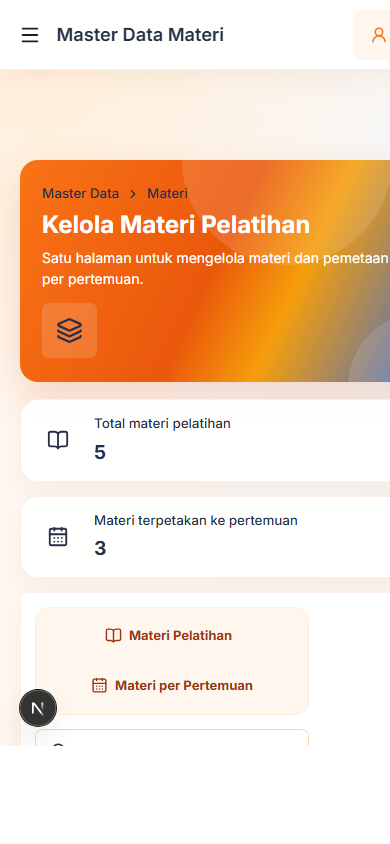 Master Data Materi
Master Data > Materi
Kelola Materi Pelatihan
Satu halaman untuk mengelola materi dan pemetaan
per pertemuan.
Total materi pelatihan
5
Materi terpetakan ke pertemuan
3
Materi Pelatihan
Materi per Pertemuan
N